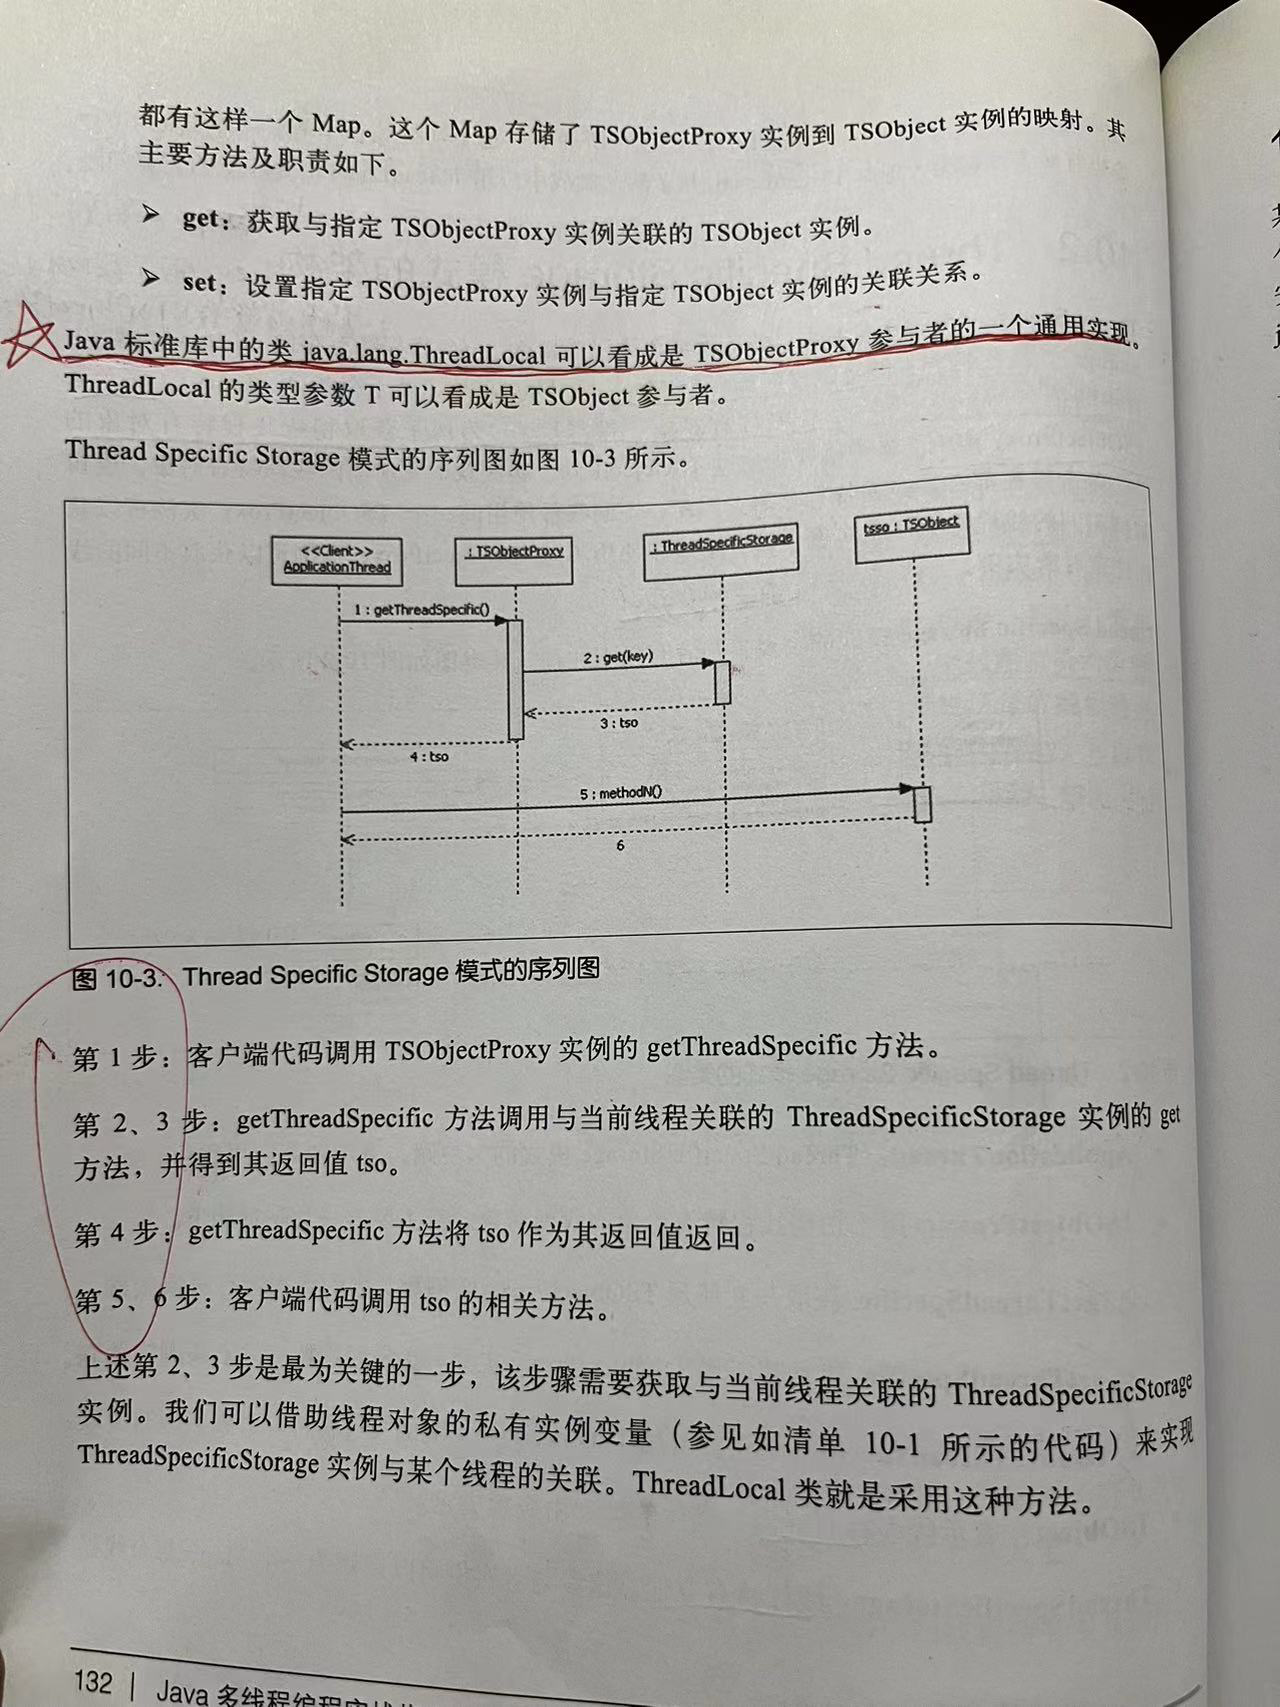 都有这样一个 Map。这个 Map 存储了 TSObjectProxy 实例到 TSObject 实例的映射。其
主要方法及职责如下。
➢ get：获取与指定 TSObjectProxy 实例关联的 TSObject 实例。
➢ set：设置指定 TSObjectProxy 实例与指定 TSObject 实例的关联关系。
Java 标准库中的类 java.lang.ThreadLocal 可以看成是 TSObjectProxy 参与者的一个通用实现。
ThreadLocal 的类型参数 T 可以看成是 TSObject 参与者。
Thread Specific Storage 模式的序列图如图 10-3 所示。
<<Client>>
ApplicationThread
: TSObjectProxy
: ThreadSpecificStorage
tsso : TSObject
1 : getThreadSpecific()
2 : get(key)
3 : tso
4 : tso
5 : methodN()
6
图 10-3. Thread Specific Storage 模式的序列图
第 1 步：客户端代码调用 TSObjectProxy 实例的 getThreadSpecific 方法。
第 2、3 步：getThreadSpecific 方法调用与当前线程关联的 ThreadSpecificStorage 实例的 get
方法，并得到其返回值 tso。
第 4 步：getThreadSpecific 方法将 tso 作为其返回值返回。
第 5、6 步：客户端代码调用 tso 的相关方法。
上述第 2、3 步是最为关键的一步，该步骤需要获取与当前线程关联的 ThreadSpecificStorage
实例。我们可以借助线程对象的私有实例变量（参见如清单 10-1 所示的代码）来实现
ThreadSpecificStorage 实例与某个线程的关联。ThreadLocal 类就是采用这种方法。
132 | Java 多线程编程实战